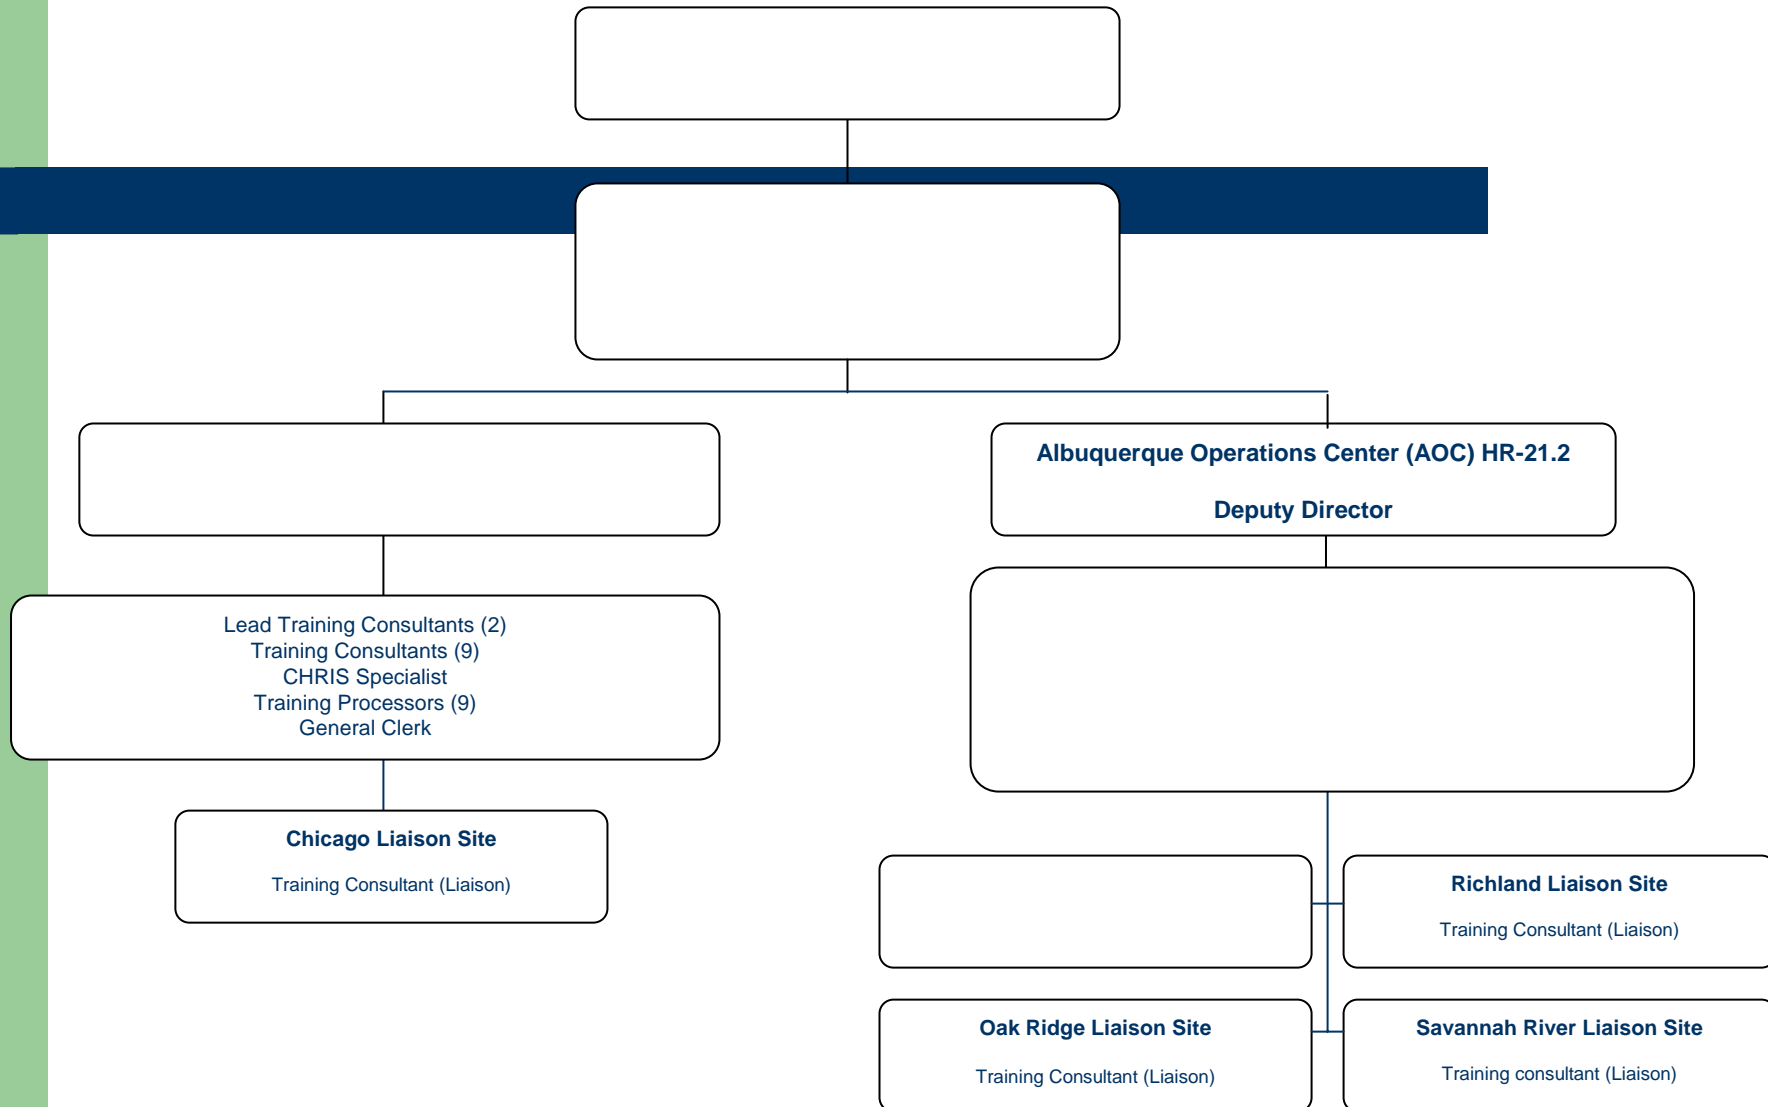 Albuquerque Operations Center (AOC) HR-21.2
Deputy Director
Lead Training Consultants (2)
Training Consultants (9)
CHRIS Specialist
Training Processors (9)
General Clerk
Chicago Liaison Site
Training Consultant (Liaison)
Richland Liaison Site
Training Consultant (Liaison)
Oak Ridge Liaison Site
Training Consultant (Liaison)
Savannah River Liaison Site
Training consultant (Liaison)